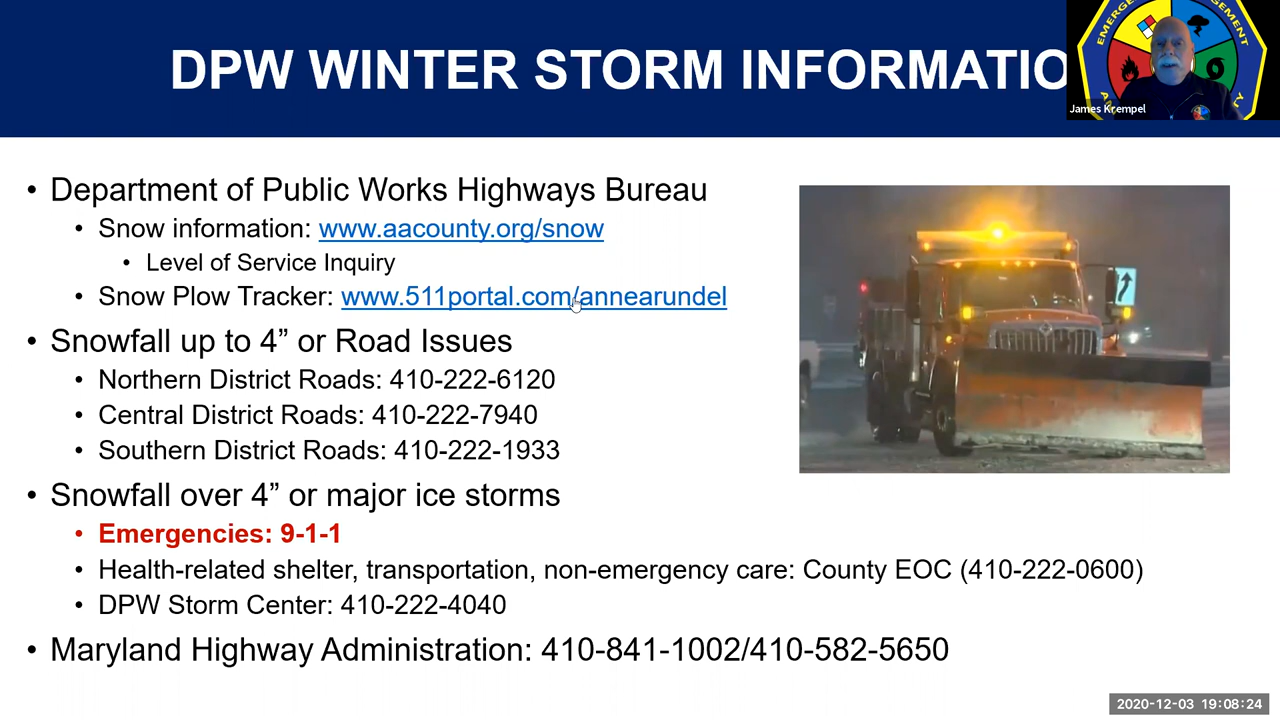 DPW WINTER STORM INFORMATIO
James Krempel
• Department of Public Works Highways Bureau
• Snow information: www.aacounty.org/snow
• Level of Service Inquiry
• Snow Plow Tracker: www.511portal.com/annearundel
• Snowfall up to 4” or Road Issues
• Northern District Roads: 410-222-6120
• Central District Roads: 410-222-7940
• Southern District Roads: 410-222-1933
• Snowfall over 4” or major ice storms
• Emergencies: 9-1-1
• Health-related shelter, transportation, non-emergency care: County EOC (410-222-0600)
• DPW Storm Center: 410-222-4040
• Maryland Highway Administration: 410-841-1002/410-582-5650
2020-12-03 19:08:24